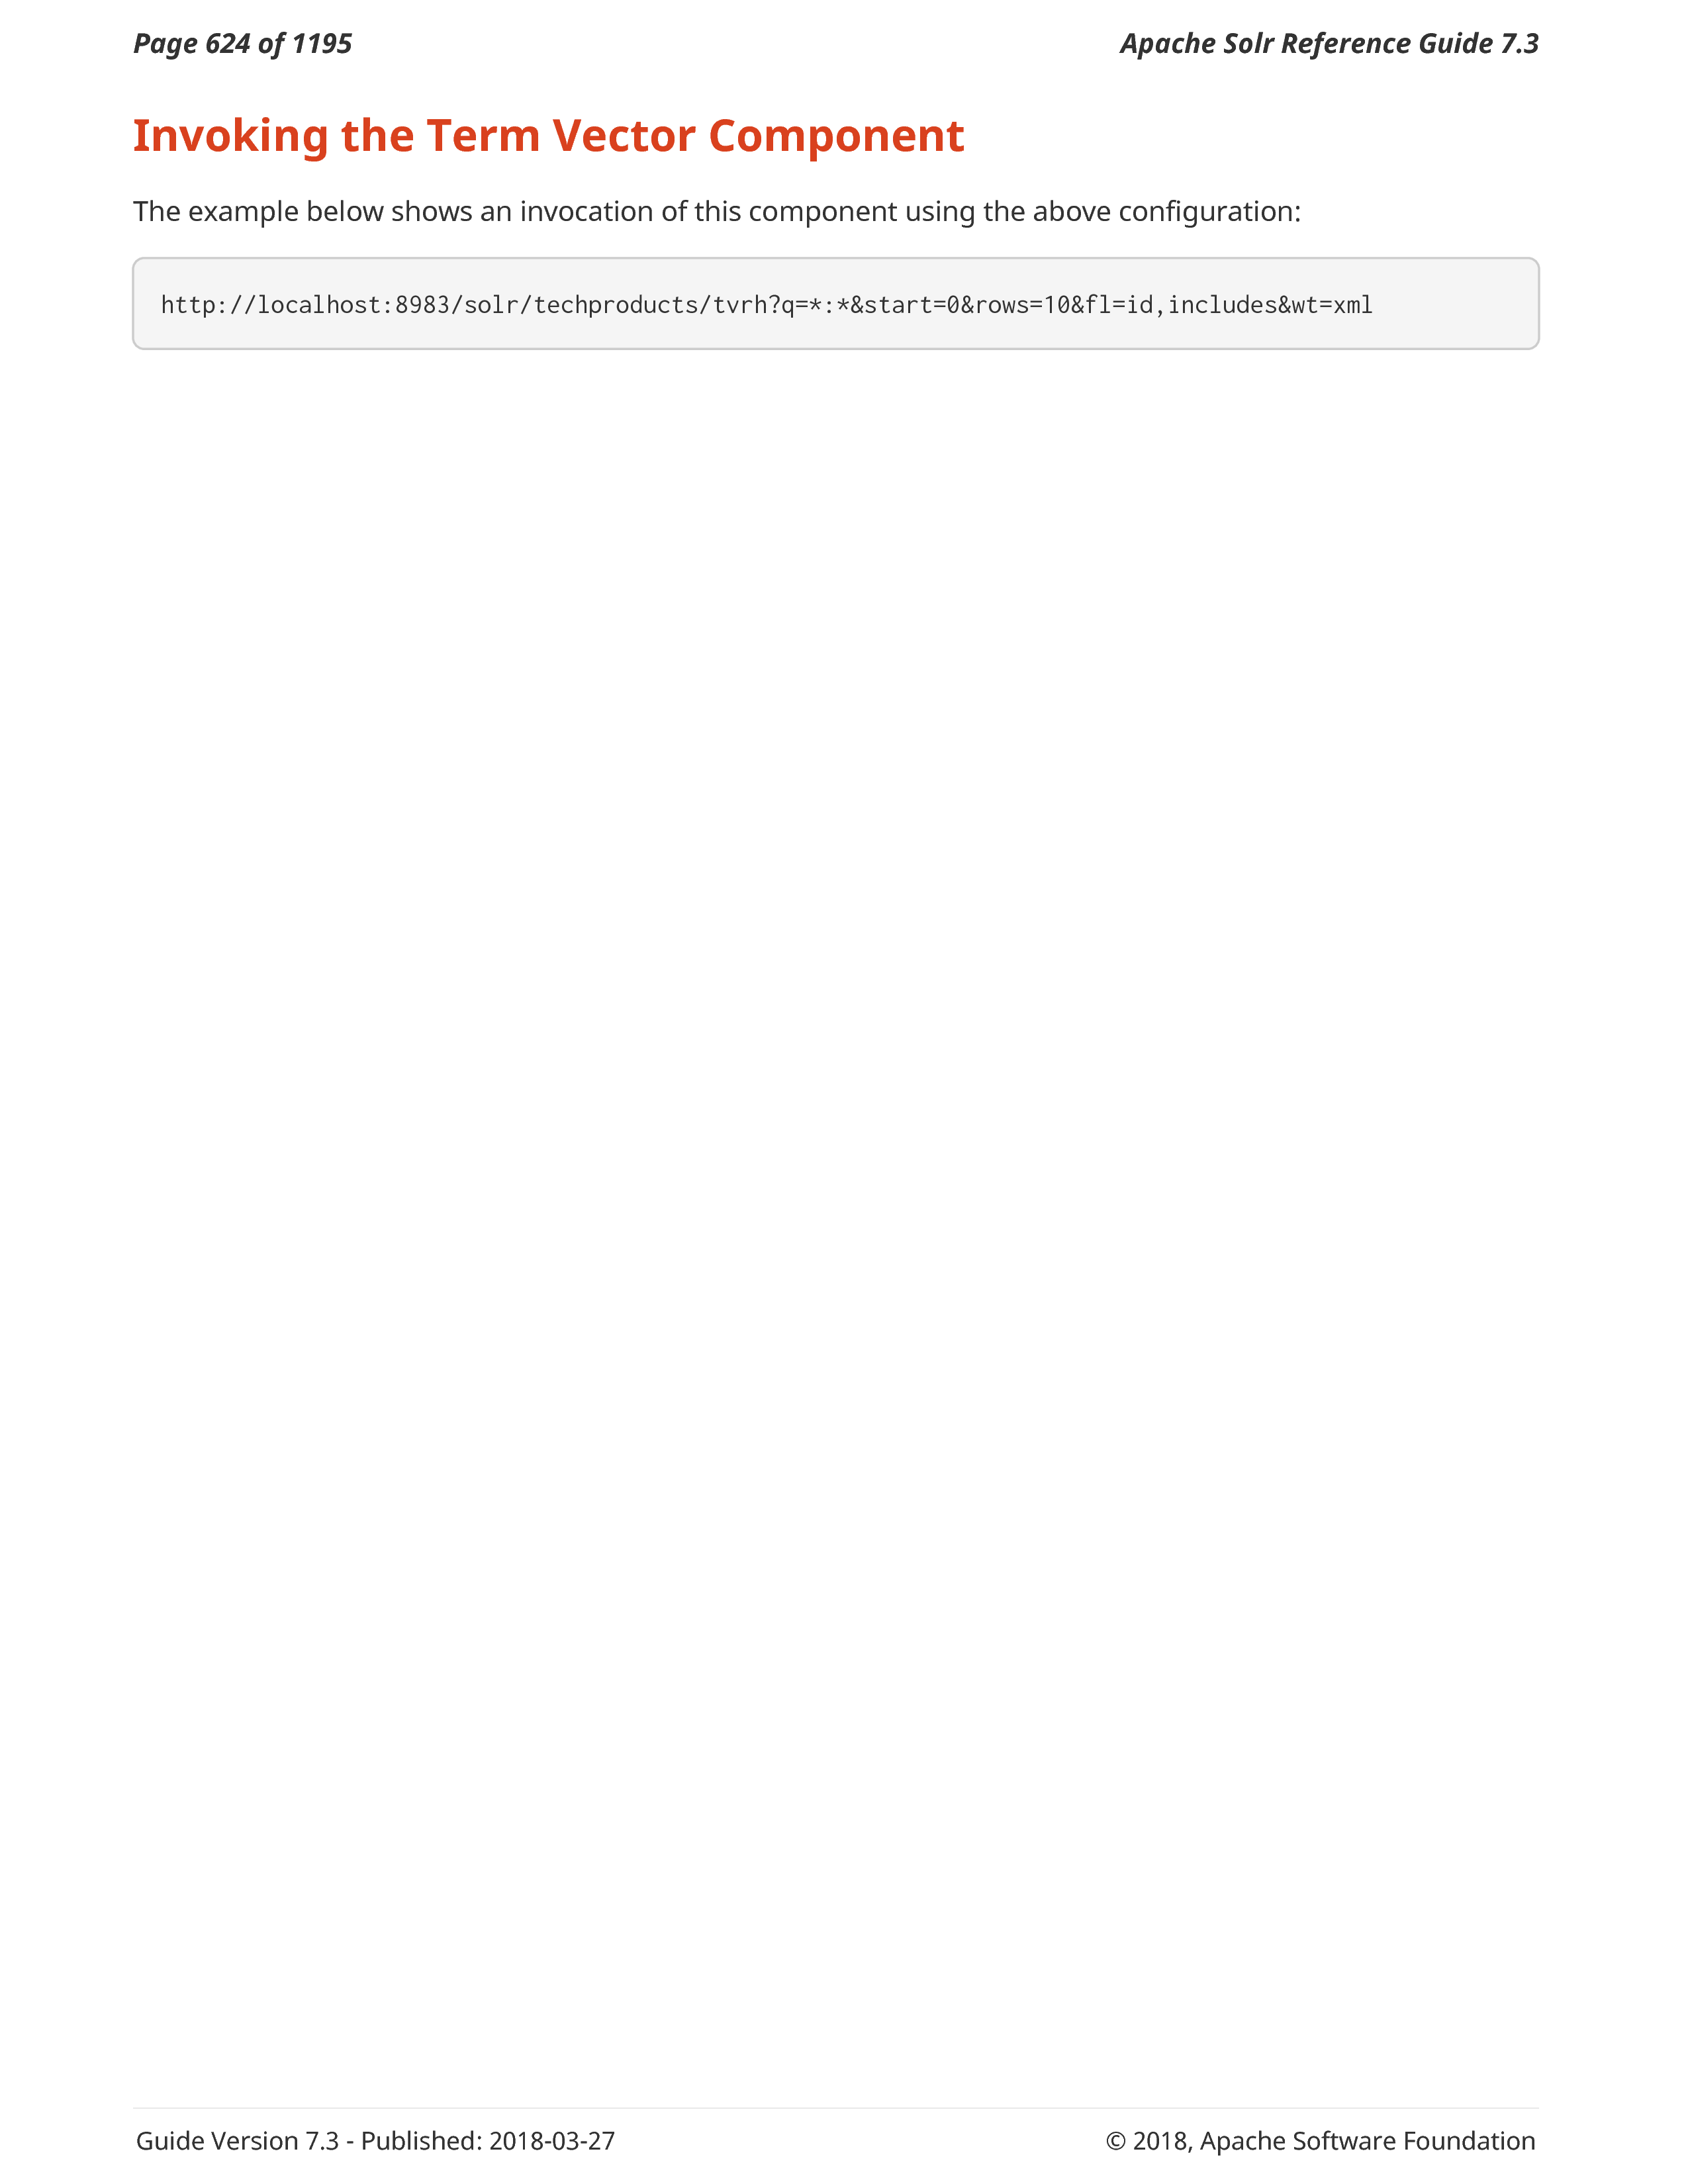 Page 624 of 1195
Apache Solr Reference Guide 7.3
Invoking the Term Vector Component
The example below shows an invocation of this component using the above configuration:
http://localhost:8983/solr/techproducts/tvrh?q=*:*&start=0&rows=10&fl=id,includes&wt=xml
Guide Version 7.3 - Published: 2018-03-27
© 2018, Apache Software Foundation